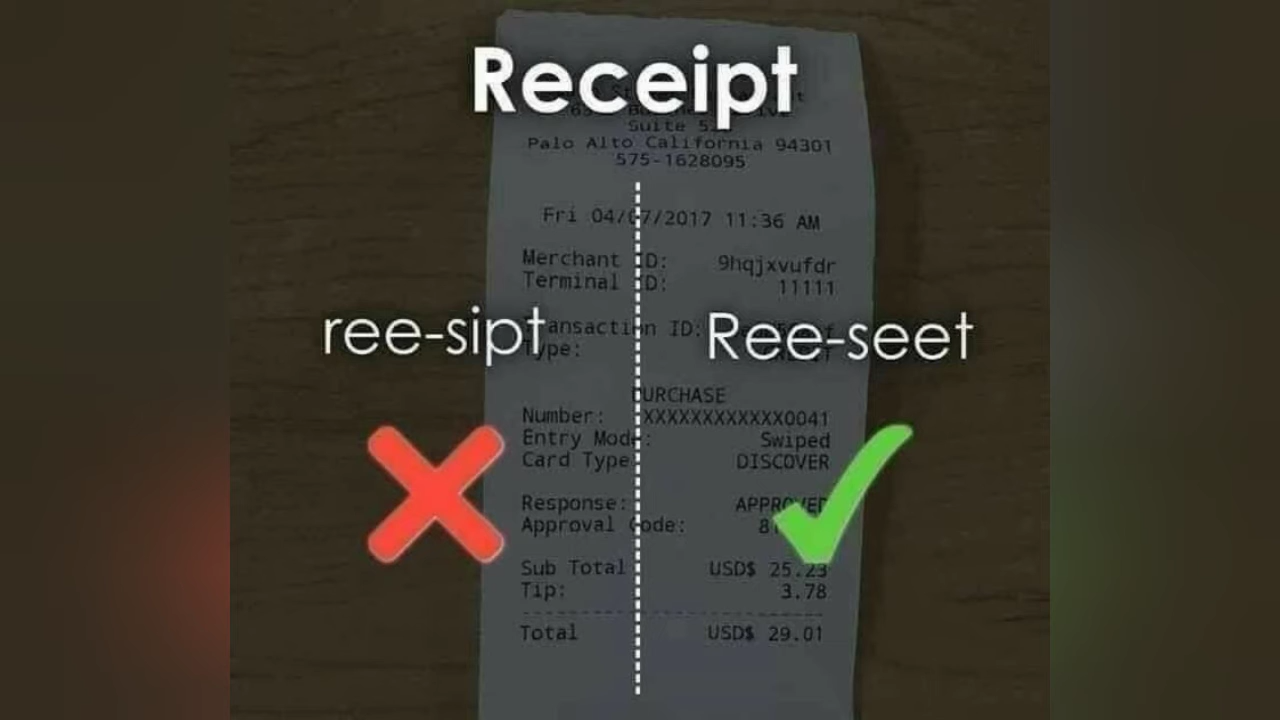 Receipt
Suite
Palo Alto California 94301
575-1628095
Fri 04/07/2017 11:36 AM
Merchant ID: 9hqjxvufdr
Terminal ID: 11111
ree-sipt
Ree-seet
Transaction ID:
Type:
PURCHASE
Number: XXXXXXXXXXXX0041
Entry Mode: Swiped
Card Type: DISCOVER
Response: APPROVED
Approval Code:
Sub Total: USD$ 25.23
Tip: 3.78
Total USD$ 29.01